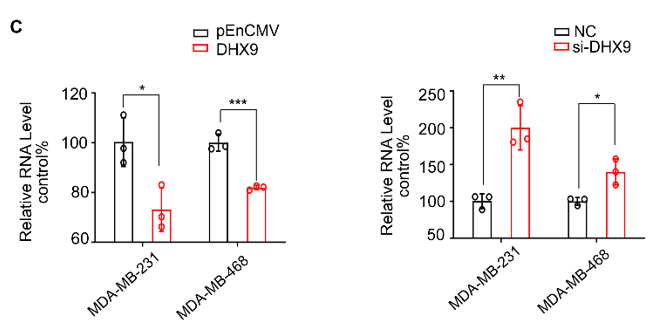 C
pEnCMV
DHX9
Relative RNA Level
control%
120
100
80
60
*
***
MDA-MB-231
MDA-MB-468
NC
si-DHX9
Relative RNA Level
control%
250
200
150
100
50
**
*
MDA-MB-231
MDA-MB-468